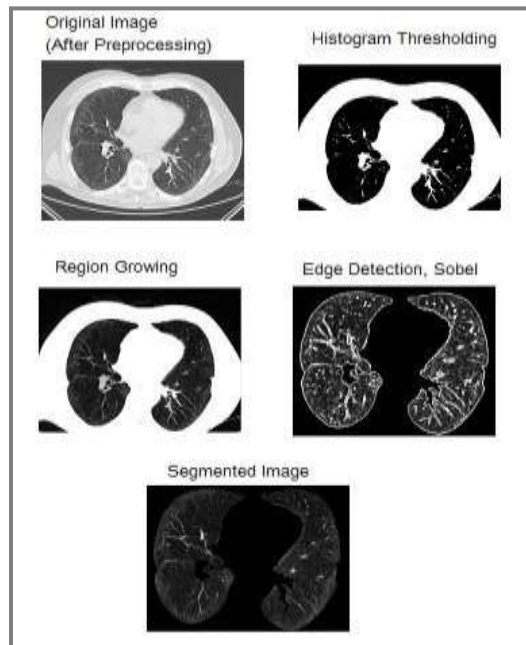 Original Image
(After Preprocessing)
Histogram Thresholding
Region Growing
Edge Detection, Sobel
Segmented Image